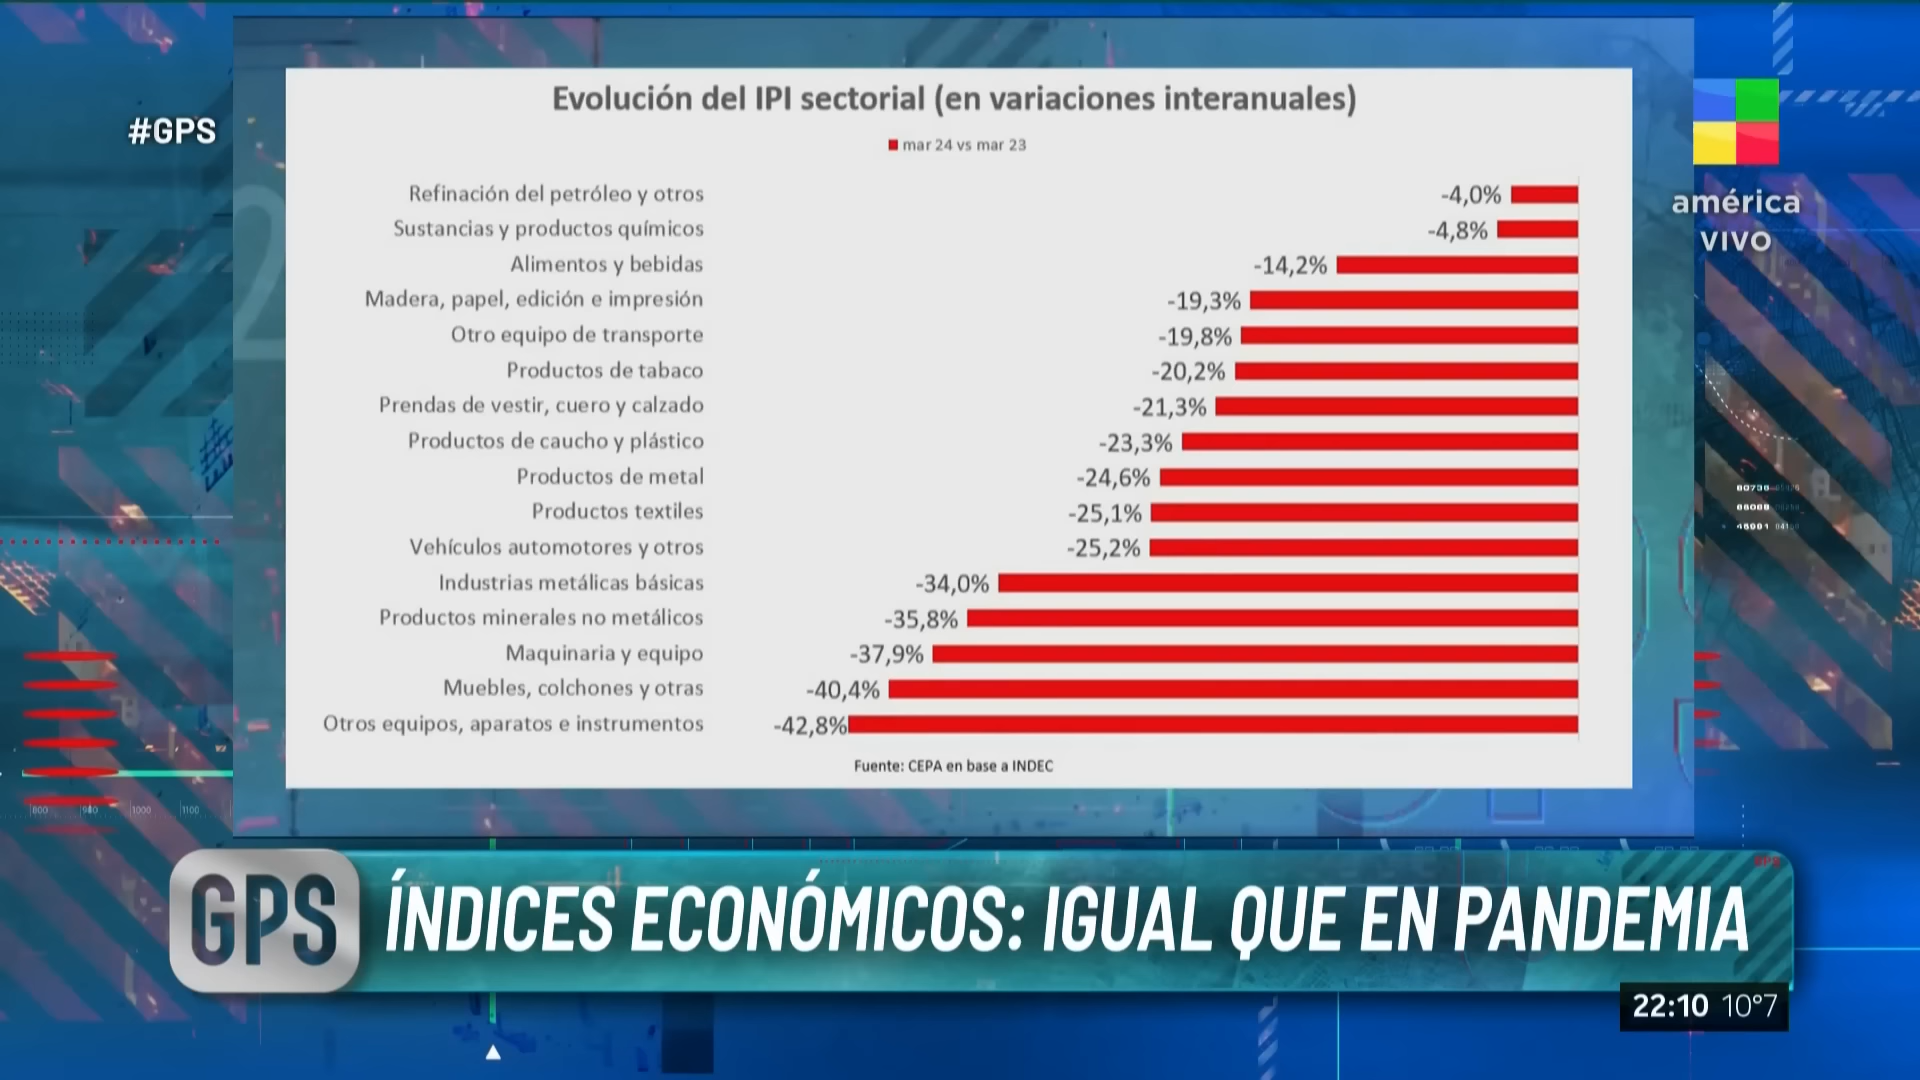 #GPS
Evolución del IPI sectorial (en variaciones interanuales)
mar 24 vs mar 23
Refinación del petróleo y otros -4,0%
Sustancias y productos químicos -4,8%
Alimentos y bebidas -14,2%
Madera, papel, edición e impresión -19,3%
Otro equipo de transporte -19,8%
Productos de tabaco -20,2%
Prendas de vestir, cuero y calzado -21,3%
Productos de caucho y plástico -23,3%
Productos de metal -24,6%
Productos textiles -25,1%
Vehículos automotores y otros -25,2%
Industrias metálicas básicas -34,0%
Productos minerales no metálicos -35,8%
Maquinaria y equipo -37,9%
Muebles, colchones y otras -40,4%
Otros equipos, aparatos e instrumentos -42,8%
Fuente: CEPA en base a INDEC
américa
VIVO
1000 1100
GPS
ÍNDICES ECONÓMICOS: IGUAL QUE EN PANDEMIA
22:10 10°7